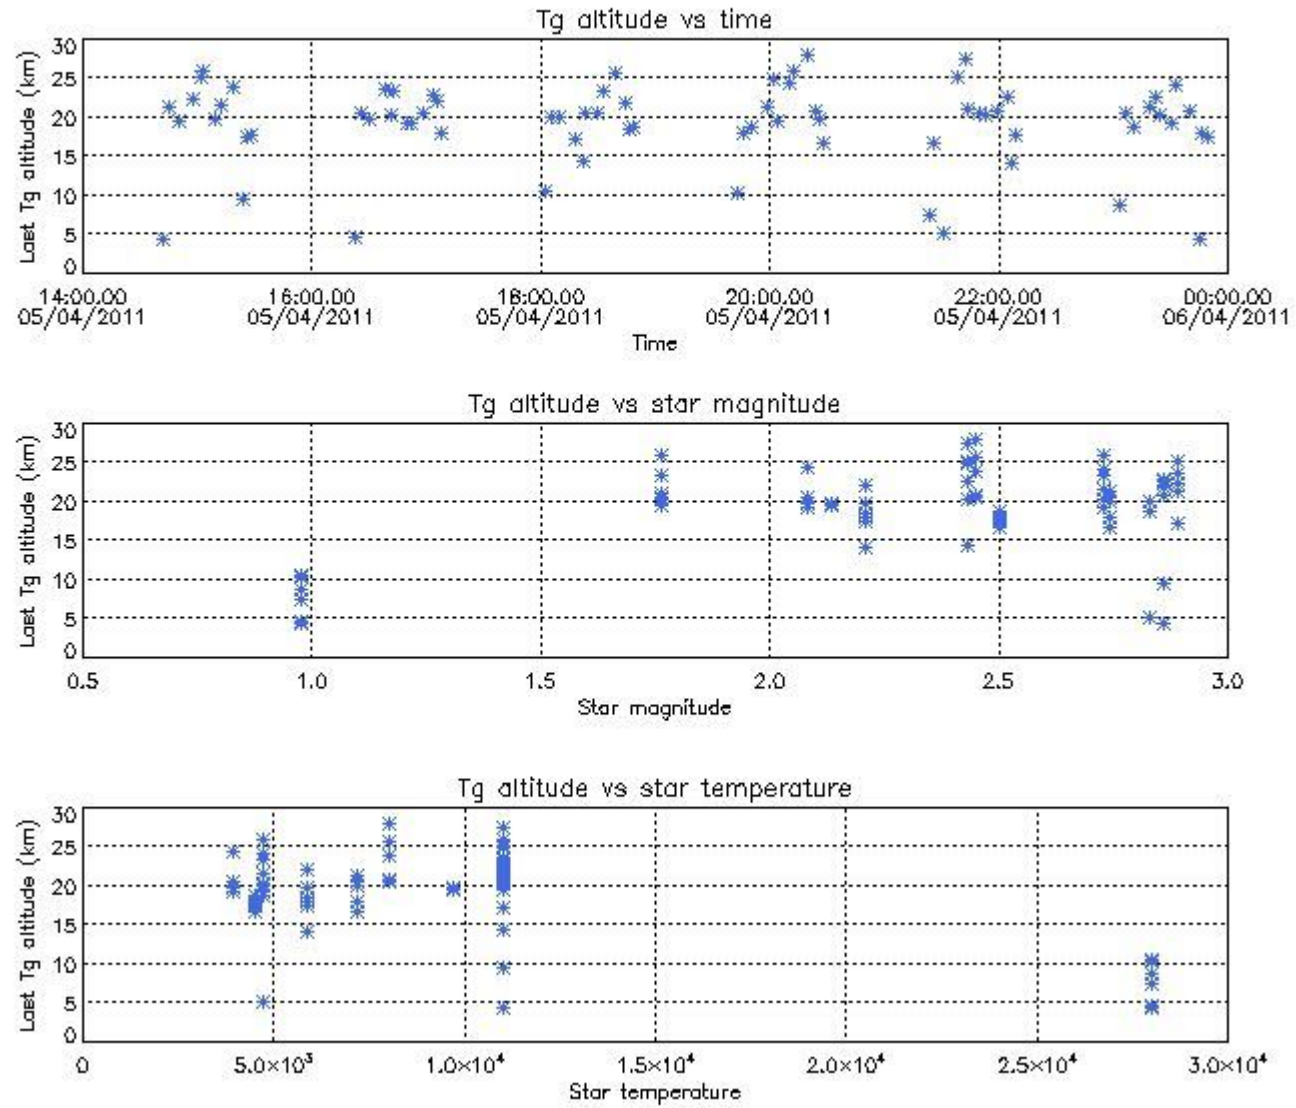 Tg altitude vs time
Last Tg altitude (km)
30
25
20
15
10
5
0
14:00.00 16:00.00 18:00.00 20:00.00 22:00.00 00:00.00
05/04/2011 05/04/2011 05/04/2011 05/04/2011 05/04/2011 06/04/2011
Time
Tg altitude vs star magnitude
Last Tg altitude (km)
30
25
20
15
10
5
0
0.5 1.0 1.5 2.0 2.5 3.0
Star magnitude
Tg altitude vs star temperature
Last Tg altitude (km)
30
25
20
15
10
5
0
0 5.0×10³ 1.0×10⁴ 1.5×10⁴ 2.0×10⁴ 2.5×10⁴ 3.0×10⁴
Star temperature